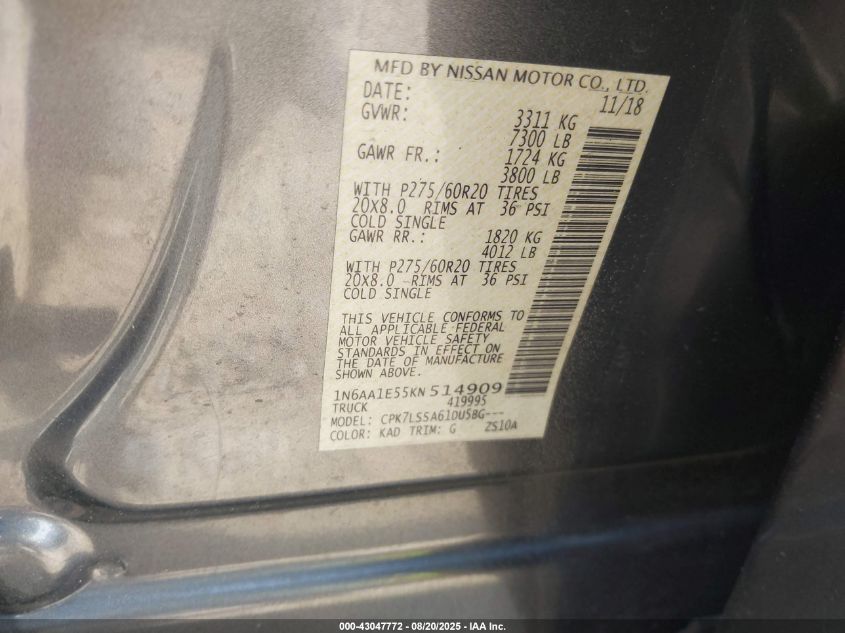 MFD BY NISSAN MOTOR CO., LTD.
DATE: 11/18
GVWR: 3311 KG
7300 LB
GAWR FR.: 1724 KG
3800 LB
WITH P275/60R20 TIRES
20X8.0 RIMS AT 36 PSI
COLD SINGLE
GAWR RR.: 1820 KG
4012 LB
WITH P275/60R20 TIRES
20X8.0 RIMS AT 36 PSI
COLD SINGLE
THIS VEHICLE CONFORMS TO
ALL APPLICABLE FEDERAL
MOTOR VEHICLE SAFETY
STANDARDS IN EFFECT ON
THE DATE OF MANUFACTURE
SHOWN ABOVE.
1N6AA1E55KN514909
TRUCK 419995
MODEL: CPK7LS5A61DU58G---
COLOR: KAD TRIM: G ZS10A
000-43047772 - 08/20/2025 - IAA Inc.